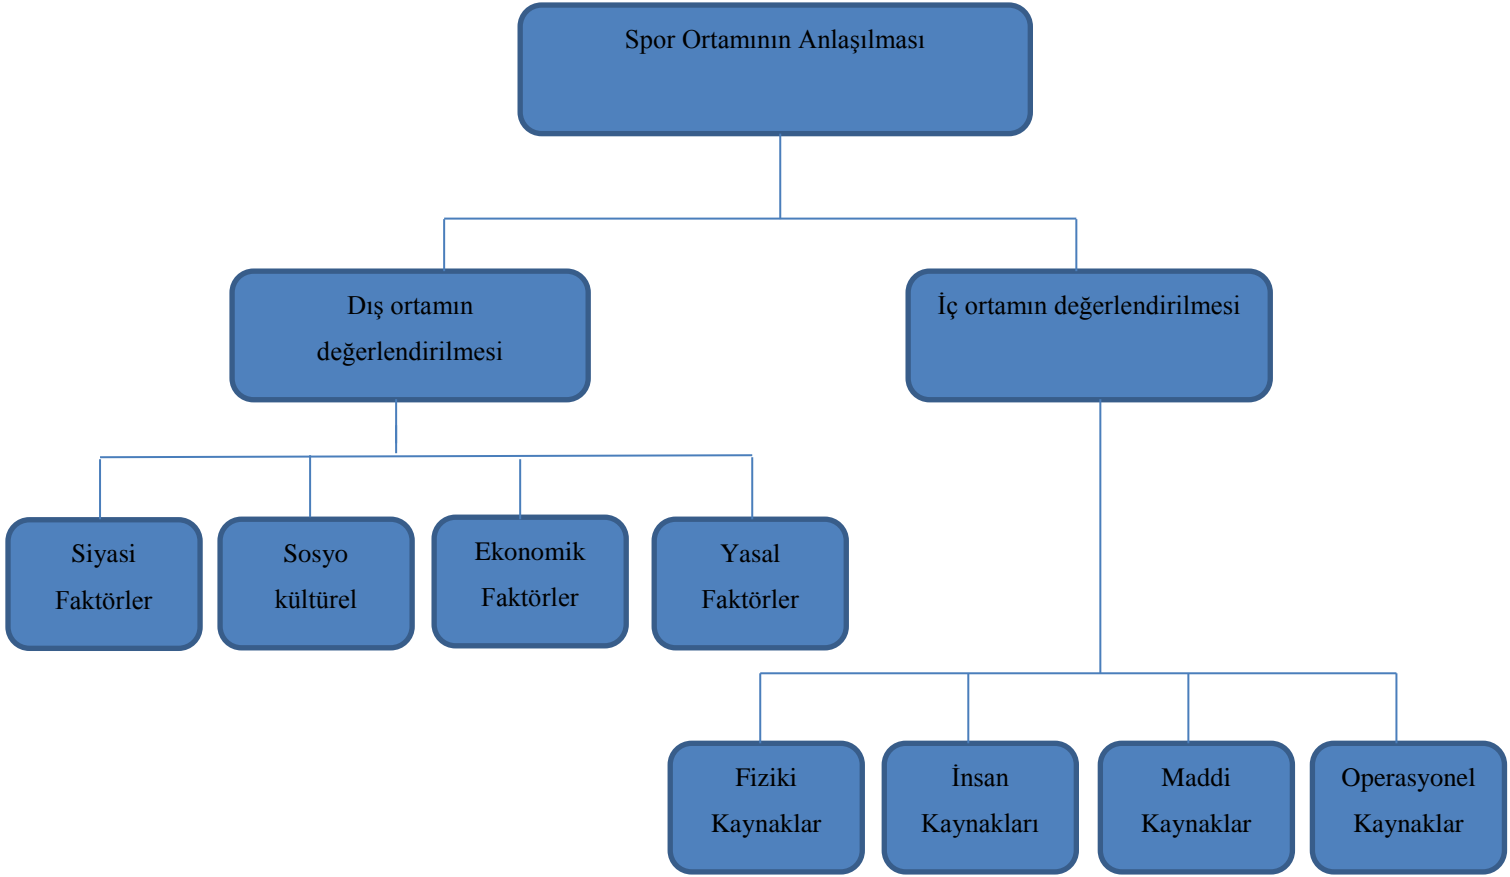 Spor Ortamının Anlaşılması
Dış ortamın
değerlendirilmesi
İç ortamın değerlendirilmesi
Siyasi
Faktörler
Sosyo
kültürel
Ekonomik
Faktörler
Yasal
Faktörler
Fiziki
Kaynaklar
İnsan
Kaynakları
Maddi
Kaynaklar
Operasyonel
Kaynaklar